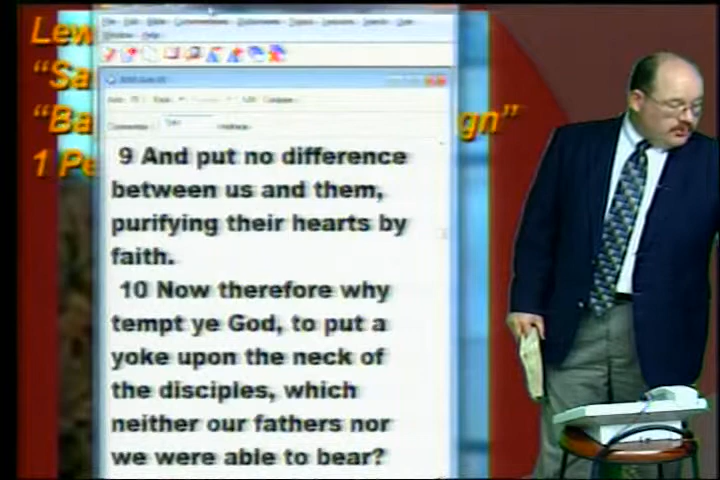 Lew
“Sa
“Ba
gn”
1 Pe
9 And put no difference
between us and them,
purifying their hearts by
faith.
10 Now therefore why
tempt ye God, to put a
yoke upon the neck of
the disciples, which
neither our fathers nor
we were able to bear?